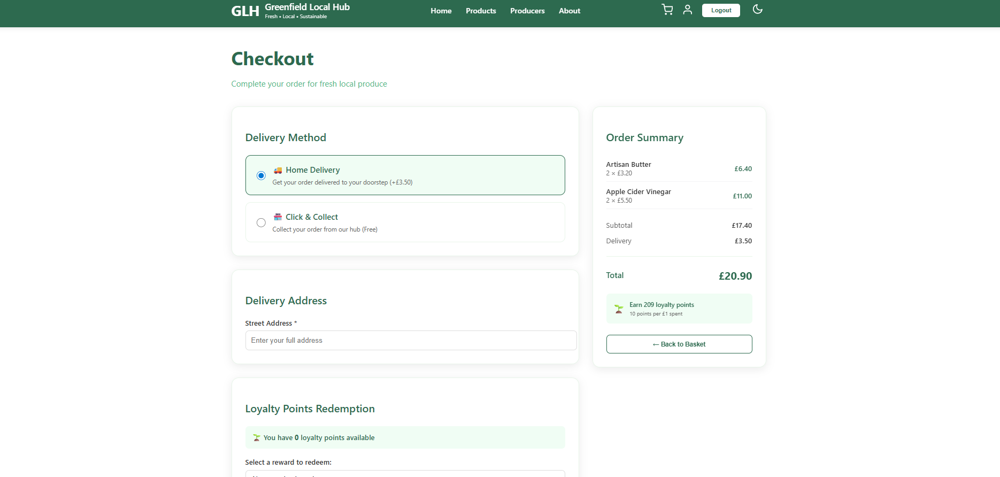 GLH
Greenfield Local Hub
Fresh • Local • Sustainable
Home
Products
Producers
About
Logout
Checkout
Complete your order for fresh local produce
Delivery Method
Home Delivery
Get your order delivered to your doorstep (+£3.50)
Click & Collect
Collect your order from our hub (Free)
Delivery Address
Street Address *
Enter your full address
Loyalty Points Redemption
You have 0 loyalty points available
Select a reward to redeem:
Order Summary
Artisan Butter
2 × £3.20
£6.40
Apple Cider Vinegar
2 × £5.50
£11.00
Subtotal
£17.40
Delivery
£3.50
Total
£20.90
Earn 209 loyalty points
10 points per £1 spent
← Back to Basket